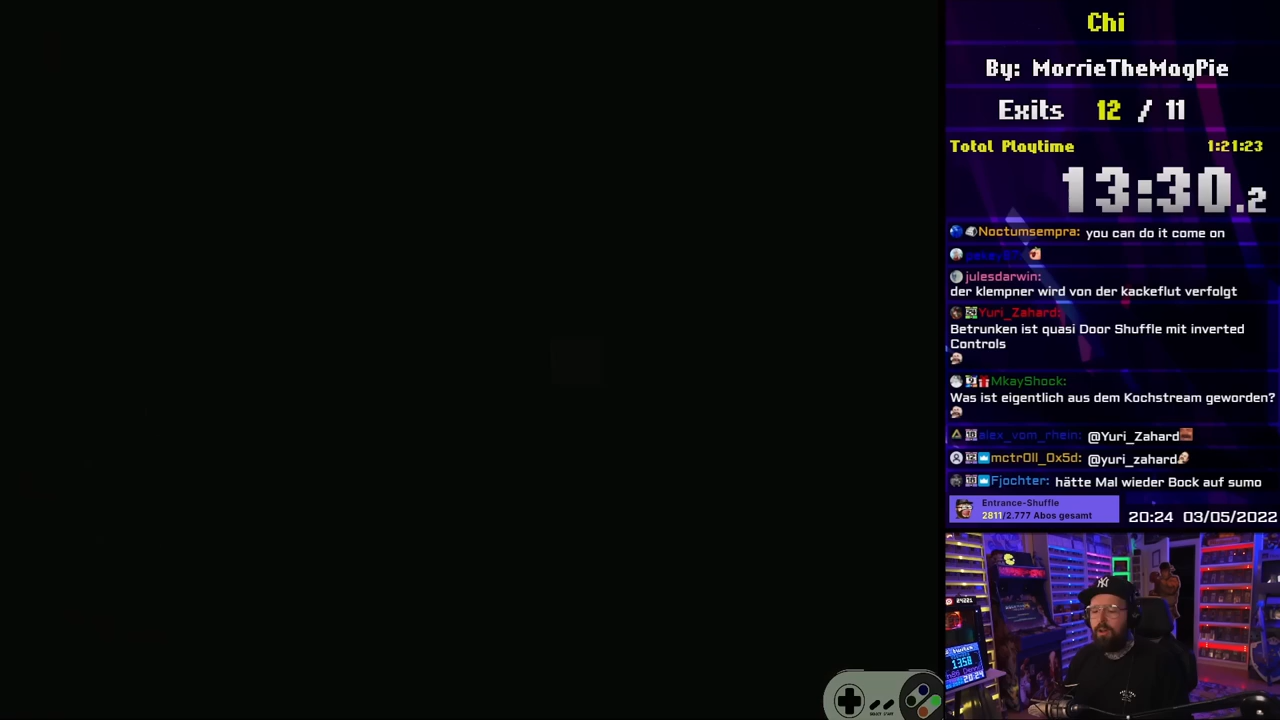 Chi
By: MorrieTheMagPie
Exits 12 / 11
Total Playtime 1:21:23
13:30.2
Noctumsempra: you can do it come on
julesdarwin:
der klempner wird von der kackeflut verfolgt
Yuri_Zahard:
Betrunken ist quasi Door Shuffle mit inverted
Controls
MkayShock:
Was ist eigentlich aus dem Kochstream geworden?
alex_vom_rhein: @Yuri_Zahard
mctr0ll_0x5d: @yuri_zahard
Fjochter: hätte Mal wieder Bock auf sumo
Entrance-Shuffle
2811/2.777 Abos gesamt
20:24 03/05/2022